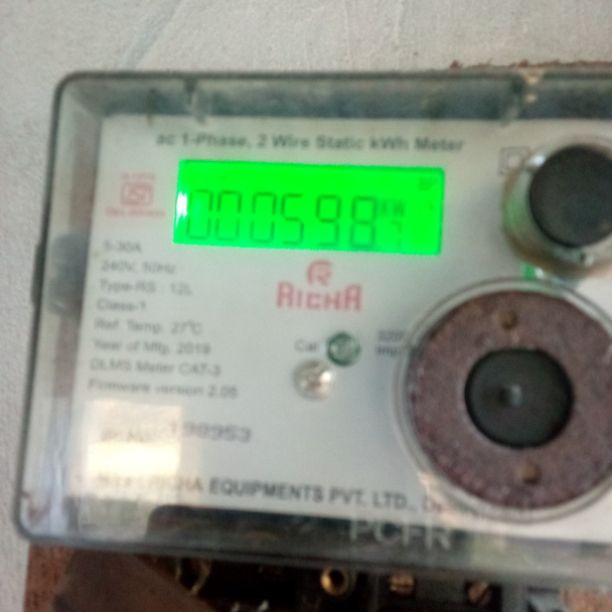 ac 1-Phase, 2 Wire Static kWh Meter
000598
kW
5-30A
240V, 50Hz
Type-RS : 12L
Class-1
Ref. Temp. 27°C
Year of Mfg. 2019
DLMS Meter CAT-3
Firmware version 2.05
RICHA
Cal
RICHA EQUIPMENTS PVT. LTD.,